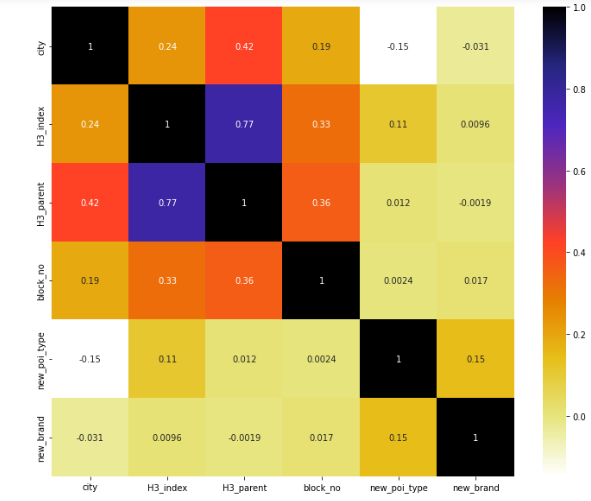 1.0
city 1 0.24 0.42 0.19 -0.15 -0.031
0.8
H3_index 0.24 1 0.77 0.33 0.11 0.0096
0.6
H3_parent 0.42 0.77 1 0.36 0.012 -0.0019
0.4
block_no 0.19 0.33 0.36 1 0.0024 0.017
0.2
new_poi_type -0.15 0.11 0.012 0.0024 1 0.15
0.0
new_brand -0.031 0.0096 -0.0019 0.017 0.15 1
city H3_index H3_parent block_no new_poi_type new_brand